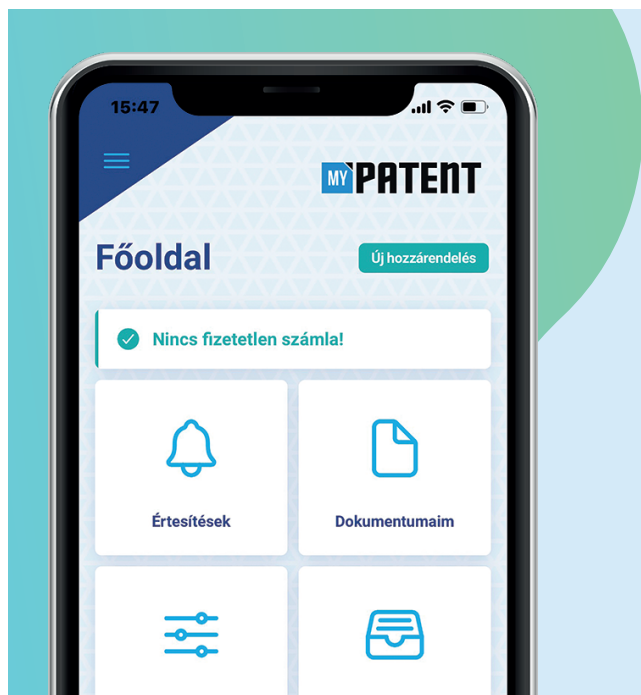 15:47
MY PATENT
Főoldal
Új hozzárendelés
Nincs fizetetlen számla!
Értesítések
Dokumentumaim